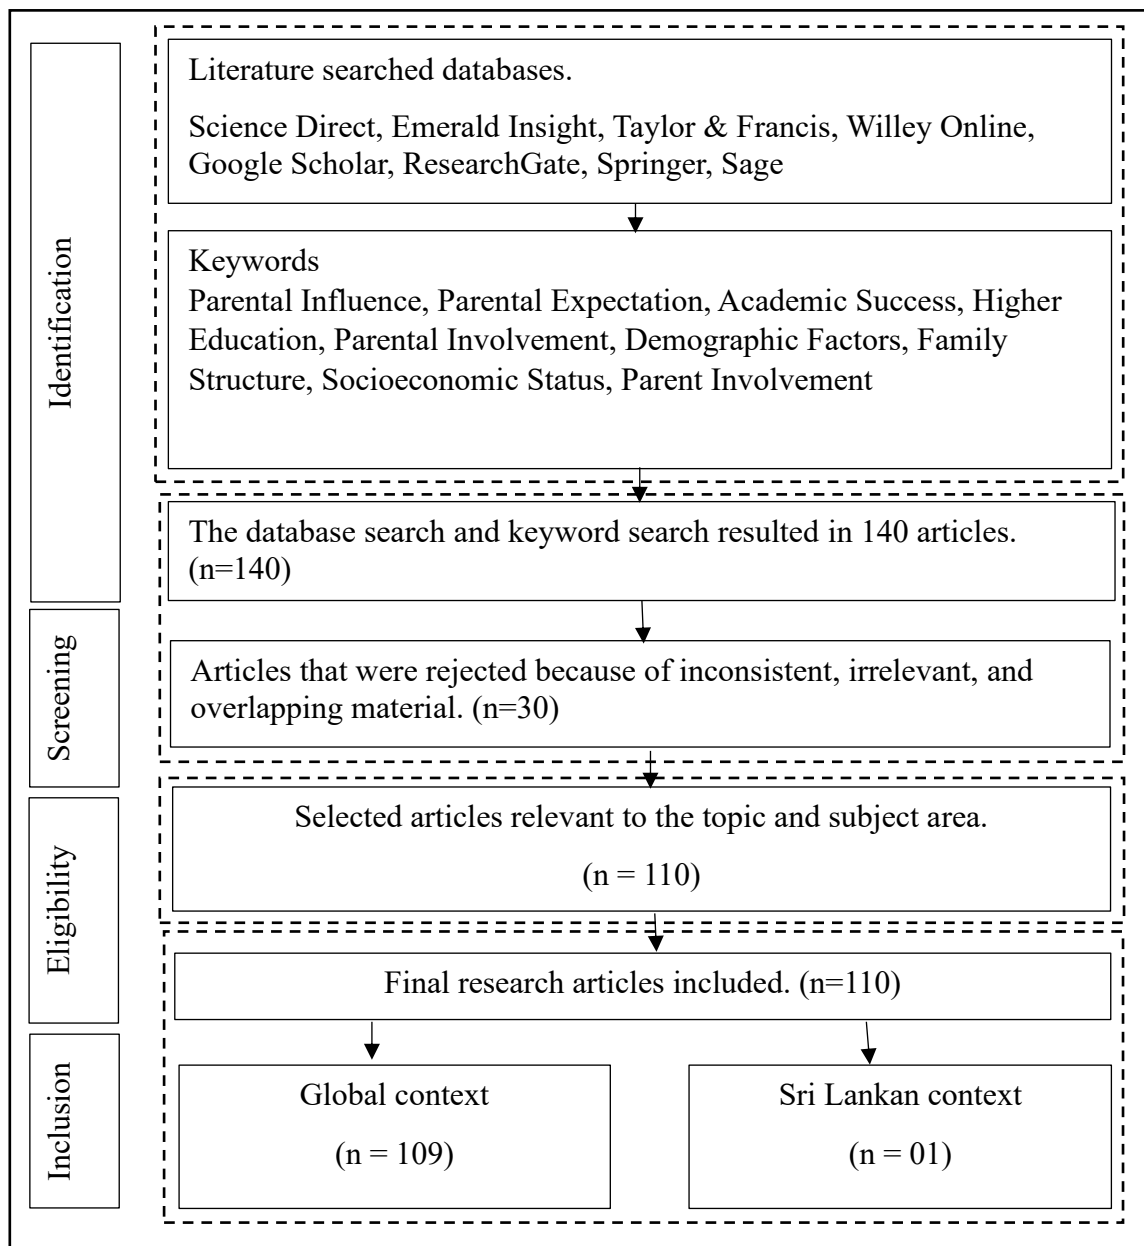 Identification
Literature searched databases.
Science Direct, Emerald Insight, Taylor & Francis, Willey Online,
Google Scholar, ResearchGate, Springer, Sage
Keywords
Parental Influence, Parental Expectation, Academic Success, Higher
Education, Parental Involvement, Demographic Factors, Family
Structure, Socioeconomic Status, Parent Involvement
The database search and keyword search resulted in 140 articles.
(n=140)
Screening
Articles that were rejected because of inconsistent, irrelevant, and
overlapping material. (n=30)
Eligibility
Selected articles relevant to the topic and subject area.
(n = 110)
Final research articles included. (n=110)
Inclusion
Global context
(n = 109)
Sri Lankan context
(n = 01)